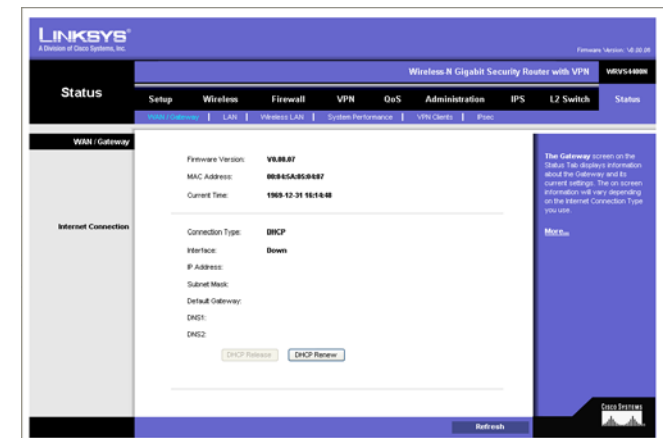 LINKSYS®
A Division of Cisco Systems, Inc.
Firmware Version: V0.00.07
Wireless-N Gigabit Security Router with VPN WRVS4400N
Status
Setup Wireless Firewall VPN QoS Administration IPS L2 Switch Status
WAN / Gateway | LAN | Wireless LAN | System Performance | VPN Clients | IPsec
WAN / Gateway
Firmware Version: V0.00.07
MAC Address: 00:04:5A:05:04:07
Current Time: 1969-12-31 16:14:48
Internet Connection
Connection Type: DHCP
Interface: Down
IP Address:
Subnet Mask:
Default Gateway:
DNS1:
DNS2:
DHCP Release DHCP Renew
The Gateway screen on the
Status Tab displays information
about the Gateway and its
current settings. The on screen
information will vary depending
on the Internet Connection Type
you use.
More...
Refresh
CISCO SYSTEMS